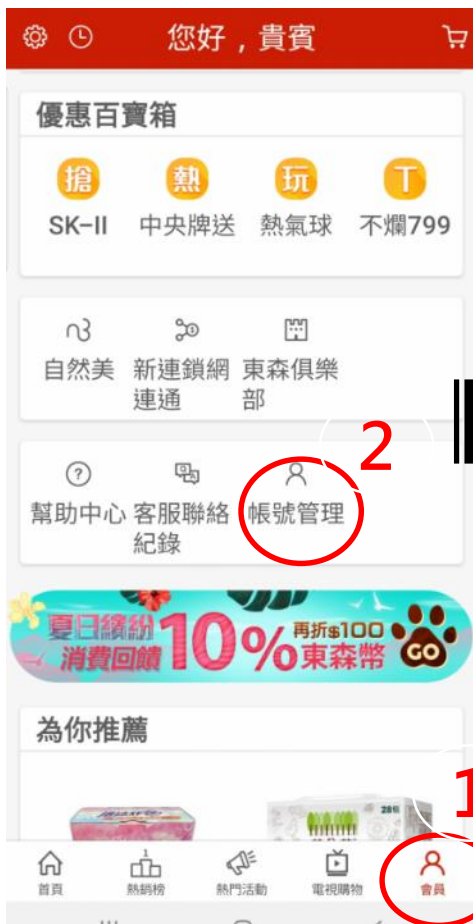 您好，貴賓
優惠百寶箱
搶 熱 玩 T
SK-II 中央牌送 熱氣球 不爛799
自然美 新連鎖網連通 東森俱樂部
2
幫助中心 客服聯絡紀錄 帳號管理
夏日繽紛 消費回饋 10% 再折$100 東森幣 GO
為你推薦
28包
1
首頁 熱銷榜 熱門活動 電視購物 會員